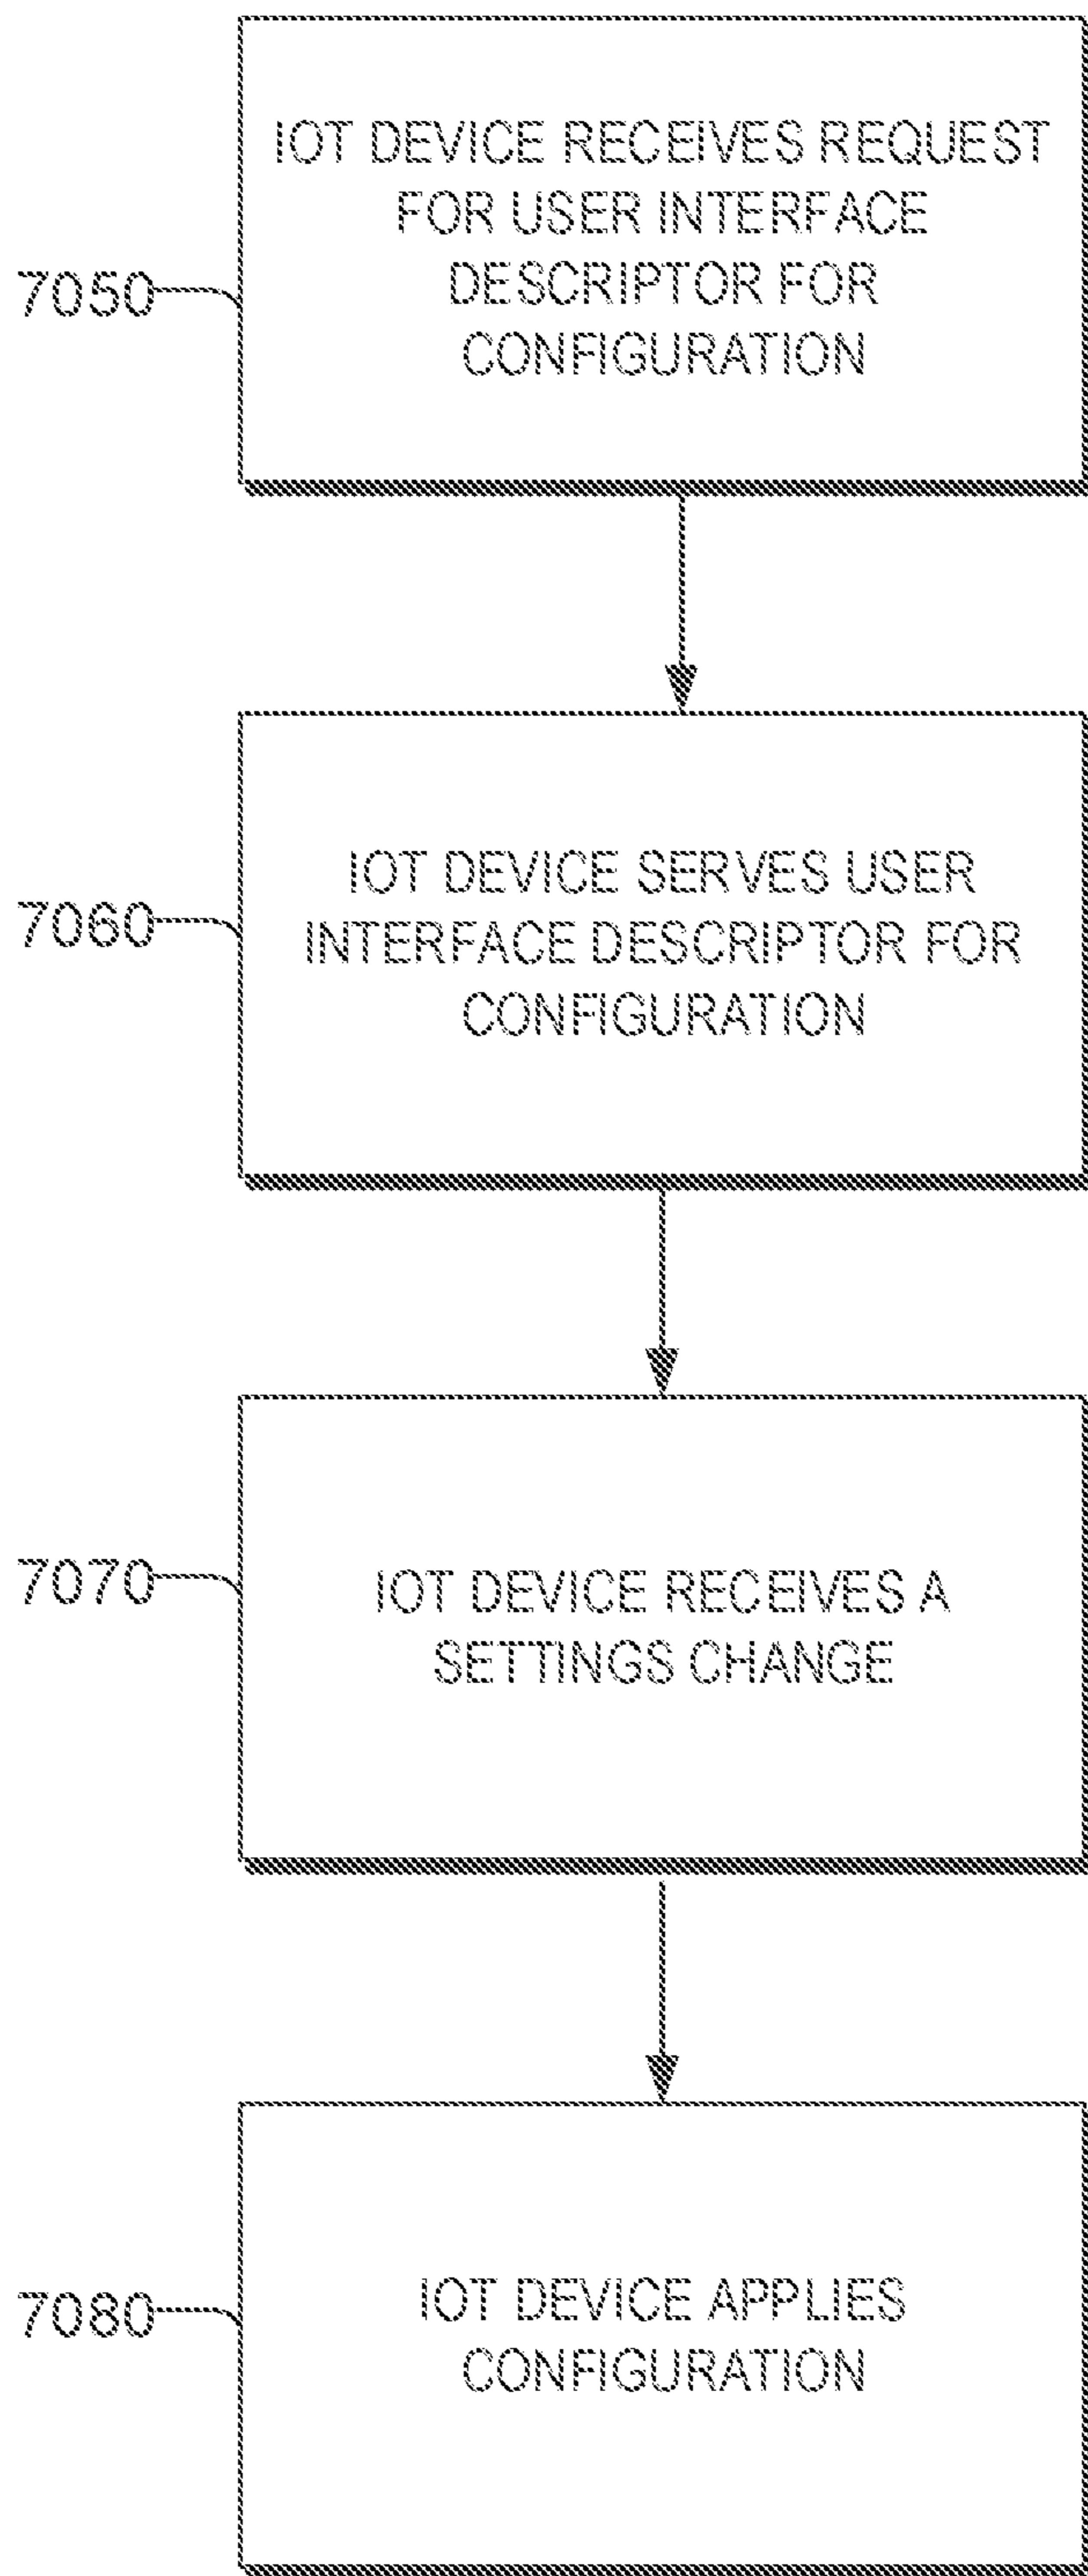 IOT DEVICE RECEIVES REQUEST
FOR USER INTERFACE
DESCRIPTOR FOR
CONFIGURATION
7050
IOT DEVICE SERVES USER
INTERFACE DESCRIPTOR FOR
CONFIGURATION
7060
IOT DEVICE RECEIVES A
SETTINGS CHANGE
7070
IOT DEVICE APPLIES
CONFIGURATION
7080